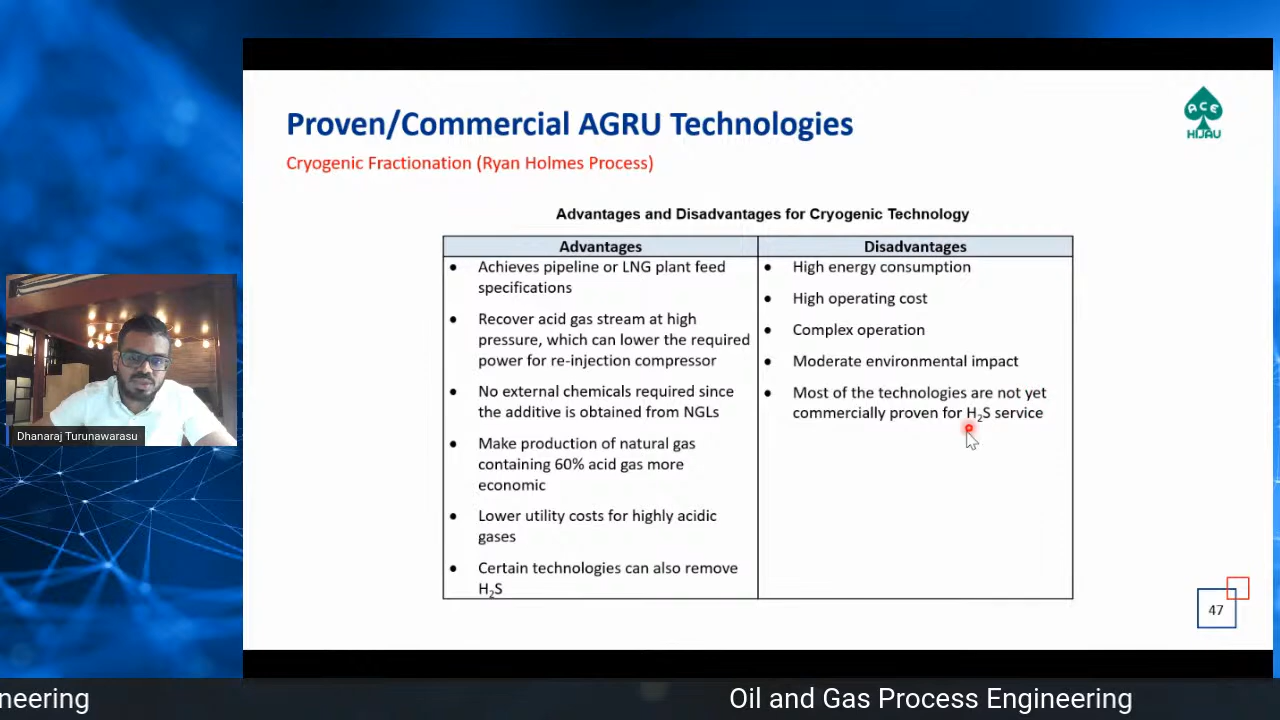 Proven/Commercial AGRU Technologies
ACE
HIJAU
Cryogenic Fractionation (Ryan Holmes Process)
Advantages and Disadvantages for Cryogenic Technology
Advantages
Disadvantages
• Achieves pipeline or LNG plant feed
specifications
• Recover acid gas stream at high
pressure, which can lower the required
power for re-injection compressor
• No external chemicals required since
the additive is obtained from NGLs
• Make production of natural gas
containing 60% acid gas more
economic
• Lower utility costs for highly acidic
gases
• Certain technologies can also remove
H₂S
• High energy consumption
• High operating cost
• Complex operation
• Moderate environmental impact
• Most of the technologies are not yet
commercially proven for H₂S service
Dhanaraj Turunawarasu
47
neering
Oil and Gas Process Engineering